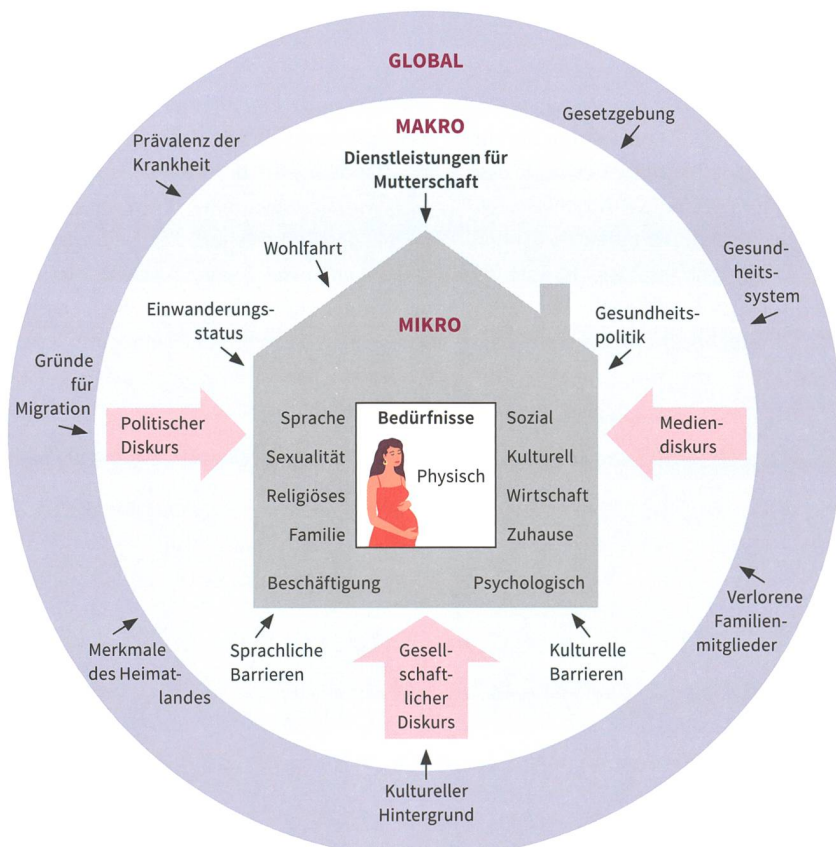 GLOBAL
MAKRO
Dienstleistungen für
Mutterschaft
Gesetzgebung
Prävalenz der
Krankheit
Wohlfahrt
Gesund-
heits-
system
Einwanderungs-
status
MIKRO
Gesundheits-
politik
Gründe
für
Migration
Politischer
Diskurs
Medien-
diskurs
Sprache
Sexualität
Religiöses
Familie
Bedürfnisse
Physisch
Sozial
Kulturell
Wirtschaft
Zuhause
Beschäftigung
Psychologisch
Merkmale
des Heimat-
landes
Sprachliche
Barrieren
Gesell-
schaft-
licher
Diskurs
Kulturelle
Barrieren
Verlorene
Familien-
mitglieder
Kultureller
Hintergrund